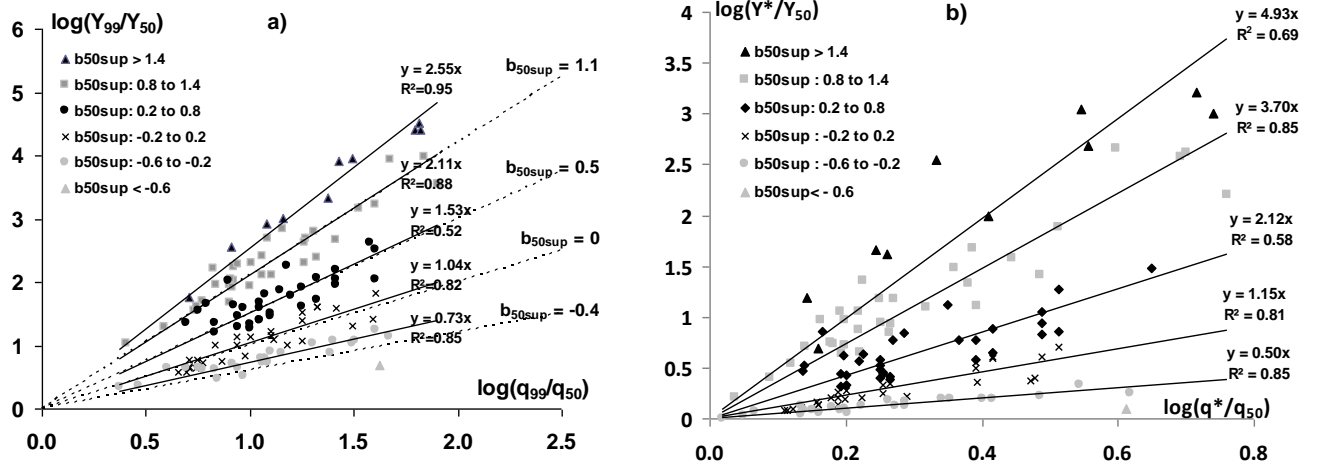 log(Y₉₉/Y₅₀)
a)
b50sup > 1.4
b50sup: 0.8 to 1.4
b50sup: 0.2 to 0.8
b50sup: -0.2 to 0.2
b50sup: -0.6 to -0.2
b50sup < -0.6
y = 2.55x
R²=0.95
b₅₀sup = 1.1
y = 2.11x
R²=0.88
b₅₀sup = 0.5
y = 1.53x
R²=0.52
b₅₀sup = 0
y = 1.04x
R²=0.82
b₅₀sup = -0.4
y = 0.73x
R²=0.85
log(q₉₉/q₅₀)
6
5
4
3
2
1
0
0.0 0.5 1.0 1.5 2.0 2.5
log(Y*/Y₅₀)
b)
b50sup > 1.4
b50sup : 0.8 to 1.4
b50sup: 0.2 to 0.8
b50sup : -0.2 to 0.2
b50sup : -0.6 to -0.2
b50sup< - 0.6
y = 4.93x
R² = 0.69
y = 3.70x
R² = 0.85
y = 2.12x
R² = 0.58
y = 1.15x
R² = 0.81
y = 0.50x
R² = 0.85
log(q*/q₅₀)
4
3.5
3
2.5
2
1.5
1
0.5
0
0.0 0.2 0.4 0.6 0.8